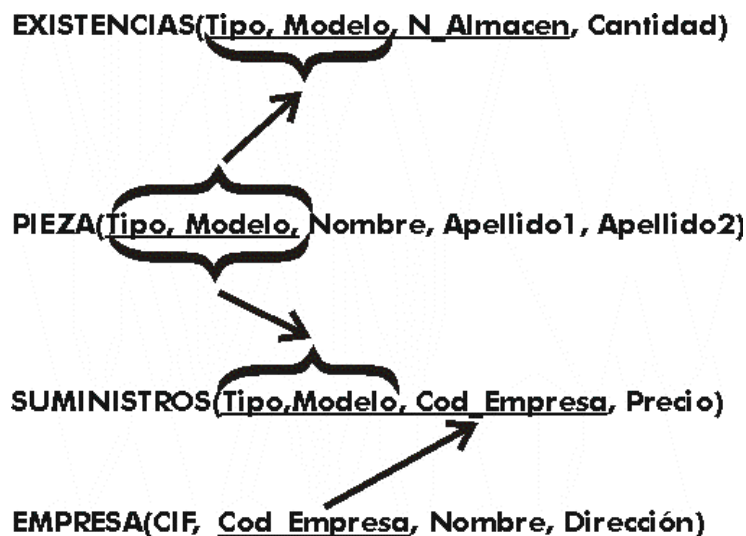 EXISTENCIAS(Tipo, Modelo, N_Almacen, Cantidad)
PIEZA(Tipo, Modelo, Nombre, Apellido1, Apellido2)
SUMINISTROS(Tipo,Modelo, Cod_Empresa, Precio)
EMPRESA(CIF, Cod_Empresa, Nombre, Dirección)